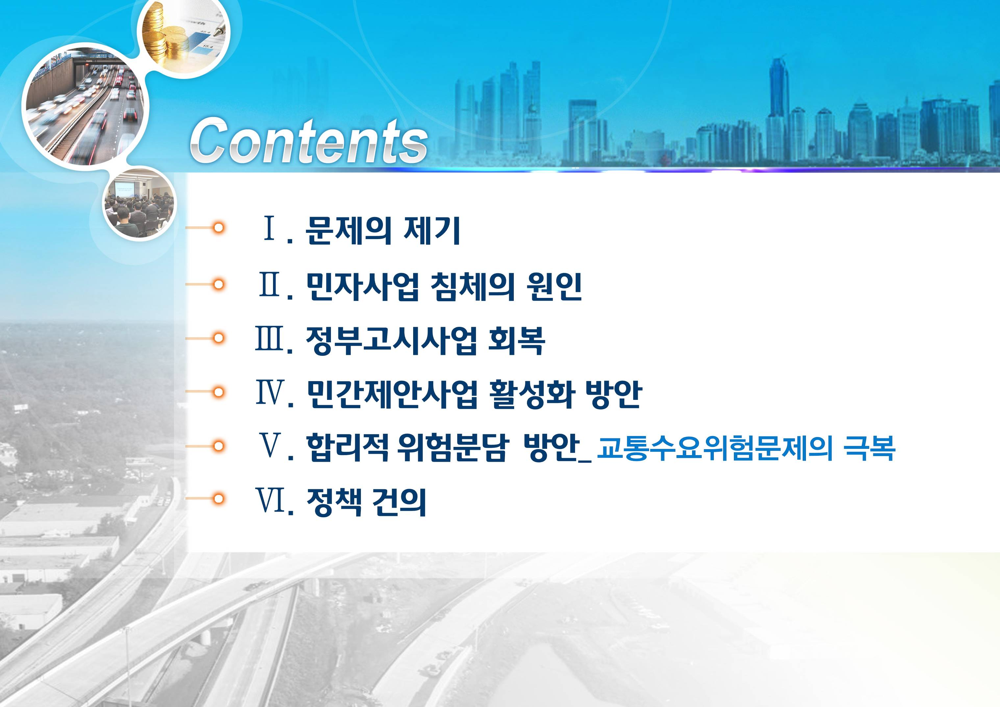 Contents
Ⅰ. 문제의 제기
Ⅱ. 민자사업 침체의 원인
Ⅲ. 정부고시사업 회복
Ⅳ. 민간제안사업 활성화 방안
Ⅴ. 합리적 위험분담 방안_교통수요위험문제의 극복
Ⅵ. 정책 건의